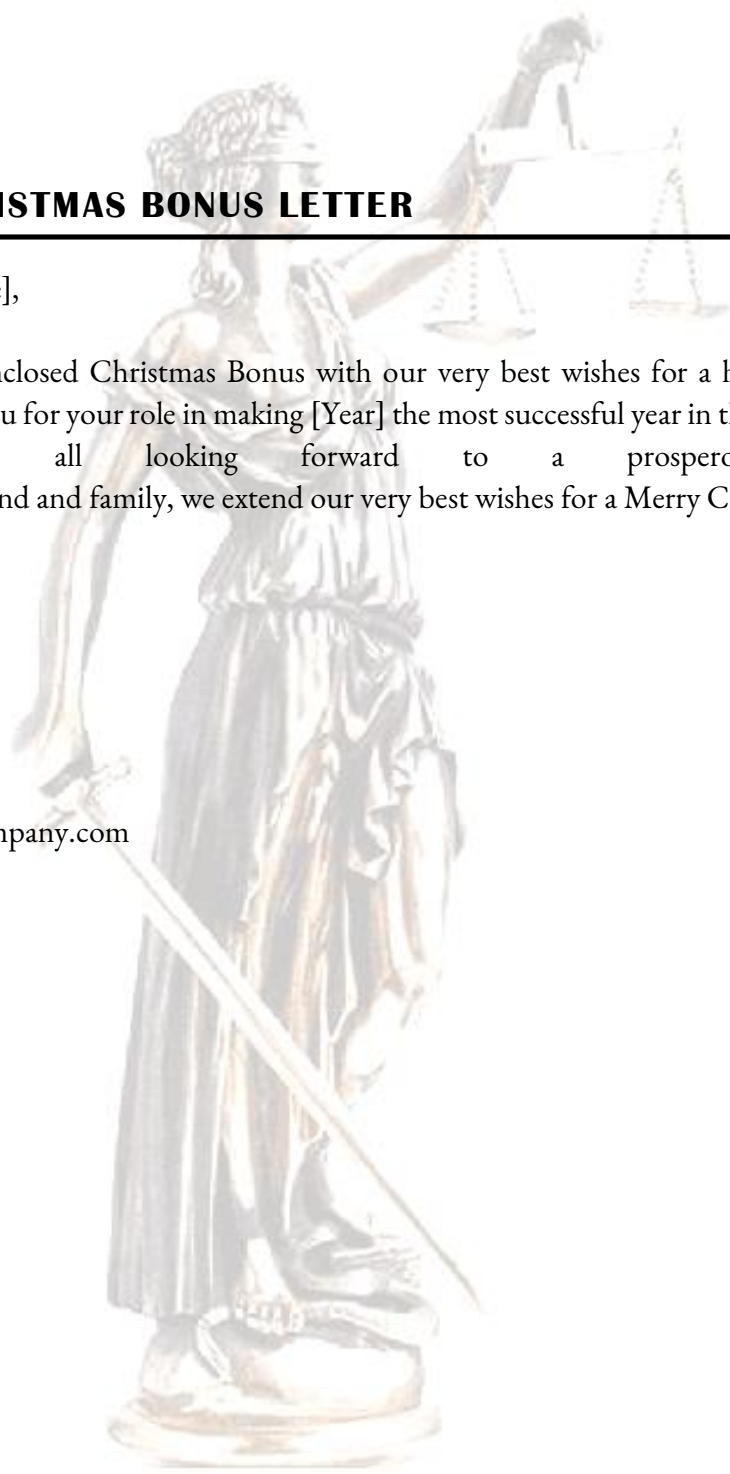 ISTMAS BONUS LETTER
],
nclosed Christmas Bonus with our very best wishes for a h
u for your role in making [Year] the most successful year in th
all looking forward to a prospero
nd and family, we extend our very best wishes for a Merry C
mpany.com